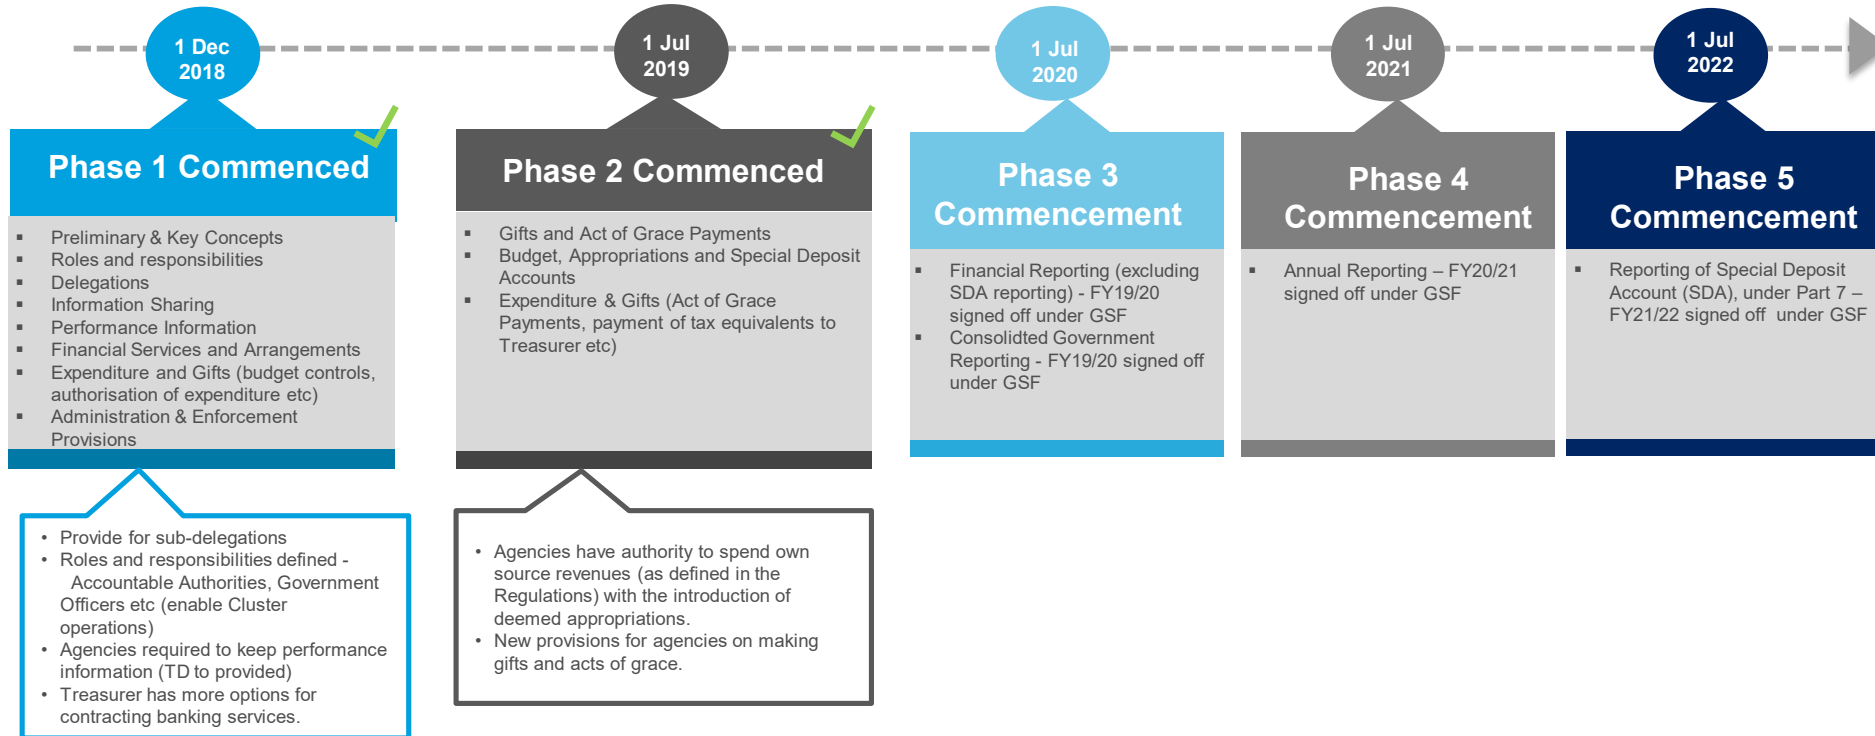 1 Dec
2018
1 Jul
2019
1 Jul
2020
1 Jul
2021
1 Jul
2022
Phase 1 Commenced
▪ Preliminary & Key Concepts
▪ Roles and responsibilities
▪ Delegations
▪ Information Sharing
▪ Performance Information
▪ Financial Services and Arrangements
▪ Expenditure and Gifts (budget controls,
authorisation of expenditure etc)
▪ Administration & Enforcement
Provisions
• Provide for sub-delegations
• Roles and responsibilities defined -
Accountable Authorities, Government
Officers etc (enable Cluster
operations)
• Agencies required to keep performance
information (TD to provided)
• Treasurer has more options for
contracting banking services.
Phase 2 Commenced
▪ Gifts and Act of Grace Payments
▪ Budget, Appropriations and Special Deposit
Accounts
▪ Expenditure & Gifts (Act of Grace
Payments, payment of tax equivalents to
Treasurer etc)
• Agencies have authority to spend own
source revenues (as defined in the
Regulations) with the introduction of
deemed appropriations.
• New provisions for agencies on making
gifts and acts of grace.
Phase 3
Commencement
▪ Financial Reporting (excluding
SDA reporting) - FY19/20
signed off under GSF
▪ Consolidted Government
Reporting - FY19/20 signed off
under GSF
Phase 4
Commencement
▪ Annual Reporting – FY20/21
signed off under GSF
Phase 5
Commencement
▪ Reporting of Special Deposit
Account (SDA), under Part 7 –
FY21/22 signed off under GSF